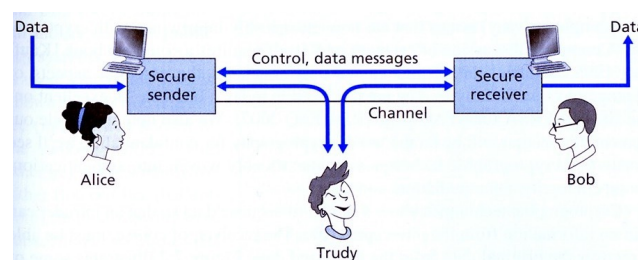 Data
Data
Control, data messages
Secure
sender
Secure
receiver
Channel
Alice
Bob
Trudy